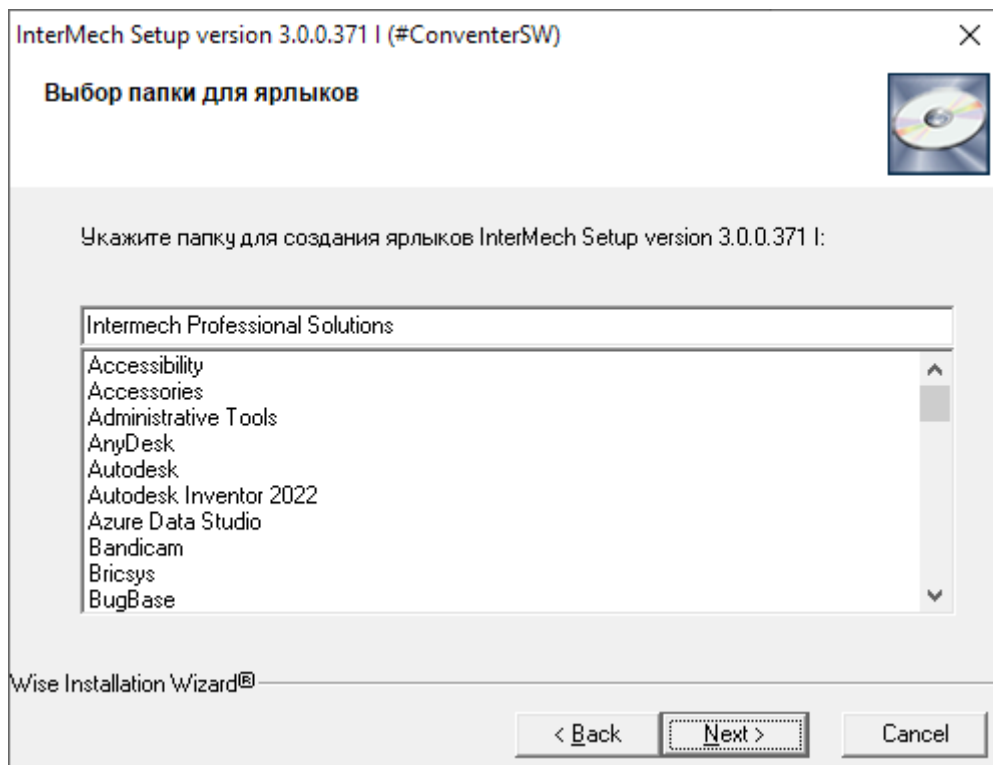 InterMech Setup version 3.0.0.371 I (#ConventerSW)
Выбор папки для ярлыков
Укажите папку для создания ярлыков InterMech Setup version 3.0.0.371 I:
Intermech Professional Solutions
Accessibility
Accessories
Administrative Tools
AnyDesk
Autodesk
Autodesk Inventor 2022
Azure Data Studio
Bandicam
Bricsys
BugBase
Wise Installation Wizard®
< Back
Next >
Cancel